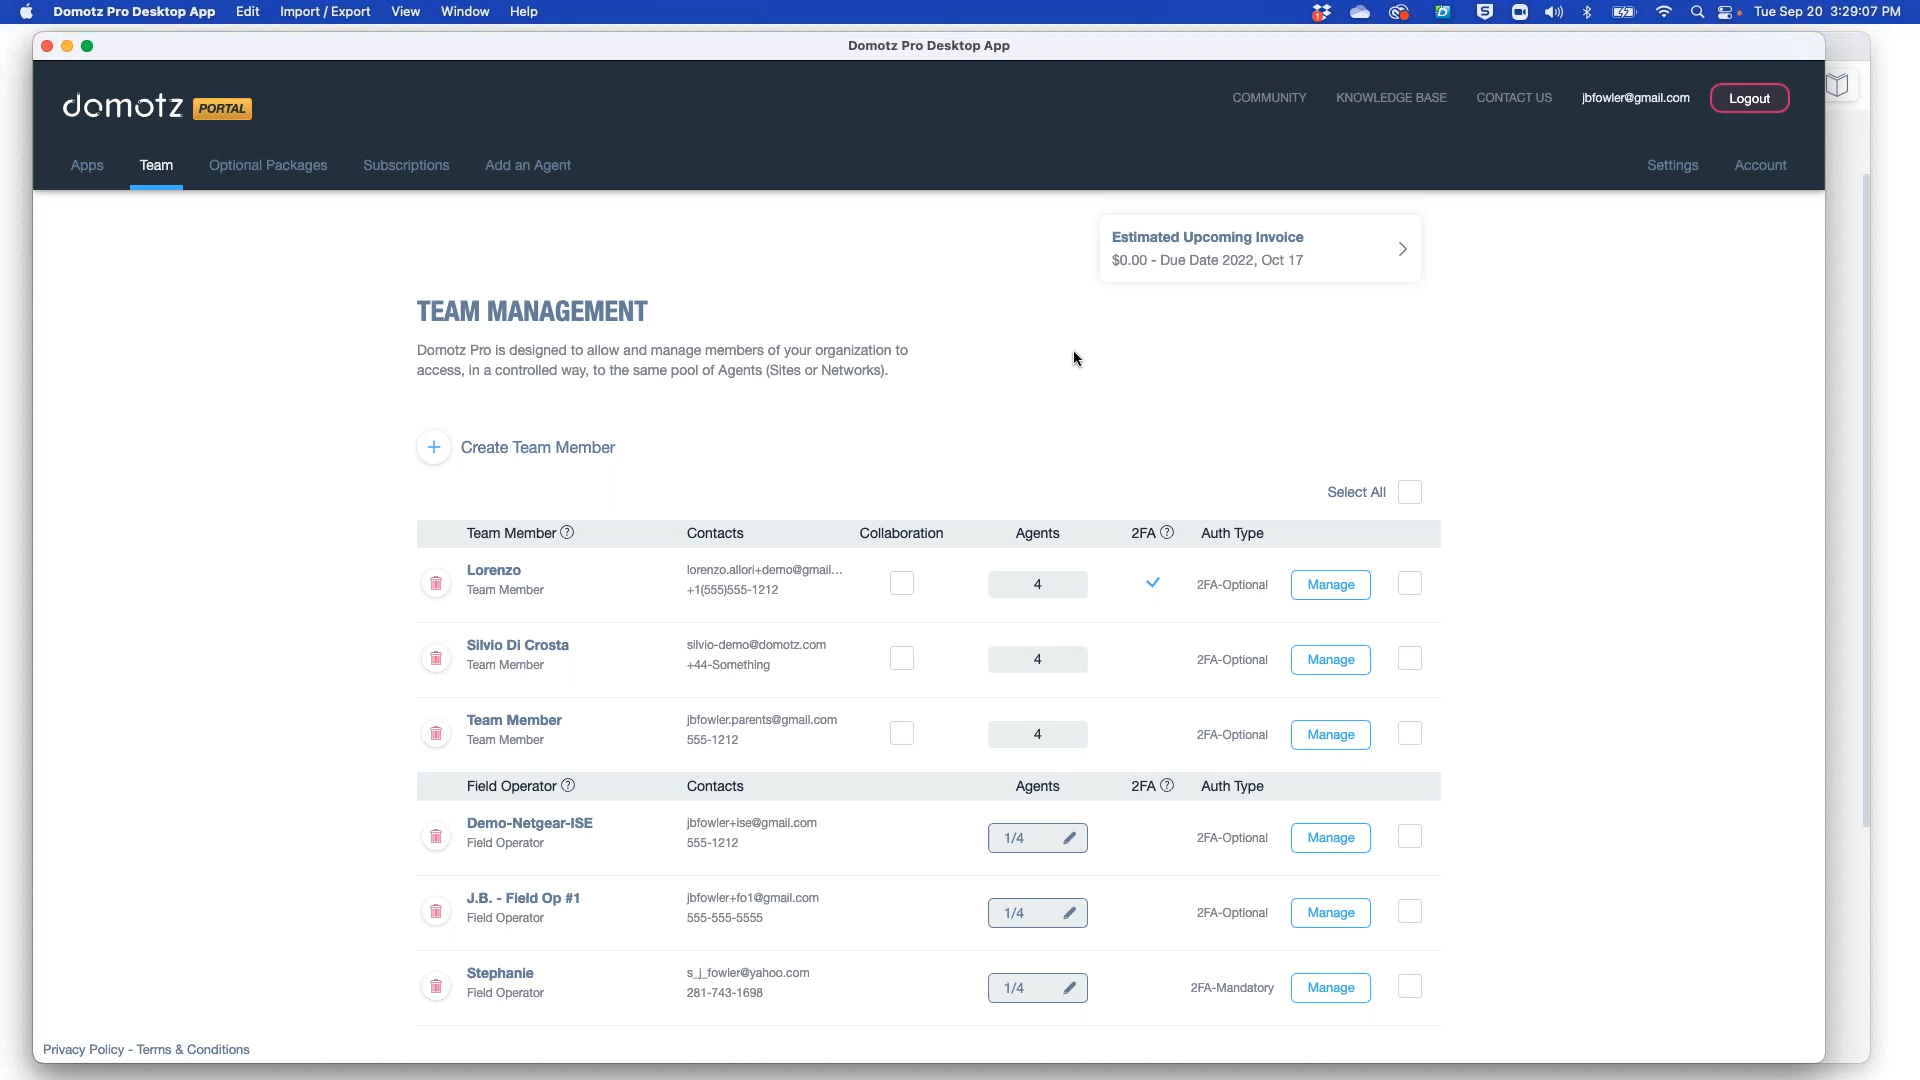 Domotz Pro Desktop App Edit Import / Export View Window Help Tue Sep 20 3:29:07 PM
Domotz Pro Desktop App
domotz PORTAL
COMMUNITY KNOWLEDGE BASE CONTACT US jbfowler@gmail.com Logout
Apps Team Optional Packages Subscriptions Add an Agent Settings Account
Estimated Upcoming Invoice
$0.00 - Due Date 2022, Oct 17
TEAM MANAGEMENT
Domotz Pro is designed to allow and manage members of your organization to
access, in a controlled way, to the same pool of Agents (Sites or Networks).
+ Create Team Member
Select All
Team Member ? Contacts Collaboration Agents 2FA ? Auth Type
Lorenzo
Team Member
lorenzo.allori+demo@gmail...
+1(555)555-1212
4
2FA-Optional
Manage
Silvio Di Crosta
Team Member
silvio-demo@domotz.com
+44-Something
4
2FA-Optional
Manage
Team Member
Team Member
jbfowler.parents@gmail.com
555-1212
4
2FA-Optional
Manage
Field Operator ? Contacts Agents 2FA ? Auth Type
Demo-Netgear-ISE
Field Operator
jbfowler+ise@gmail.com
555-1212
1/4
2FA-Optional
Manage
J.B. - Field Op #1
Field Operator
jbfowler+fo1@gmail.com
555-555-5555
1/4
2FA-Optional
Manage
Stephanie
Field Operator
s_j_fowler@yahoo.com
281-743-1698
1/4
2FA-Mandatory
Manage
Privacy Policy - Terms & Conditions